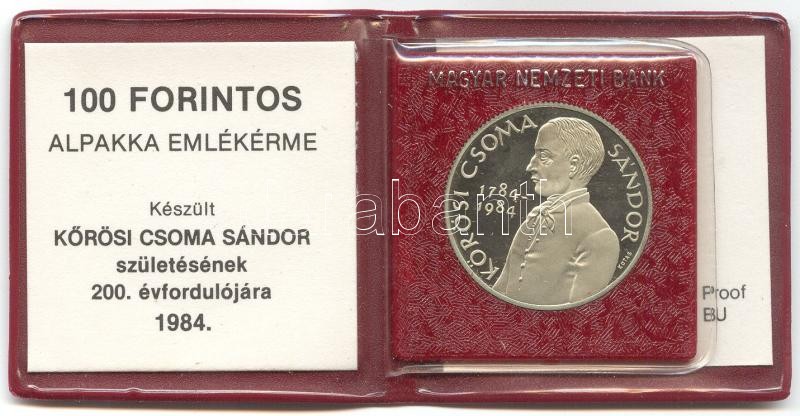 100 FORINTOS
ALPAKKA EMLÉKÉRME
Készült
KŐRÖSI CSOMA SÁNDOR
születésének
200. évfordulójára
1984.
MAGYAR NEMZETI BANK
KŐRÖSI CSOMA SÁNDOR
1784
1984
Proof
BU
Darabanth